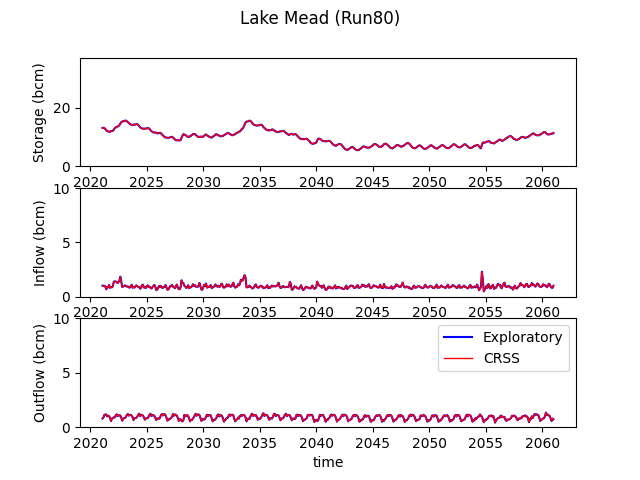 Lake Mead (Run80)
Storage (bcm)
20
0
2020 2025 2030 2035 2040 2045 2050 2055 2060
Inflow (bcm)
10
5
0
2020 2025 2030 2035 2040 2045 2050 2055 2060
Outflow (bcm)
10
5
0
Exploratory
CRSS
2020 2025 2030 2035 2040 2045 2050 2055 2060
time